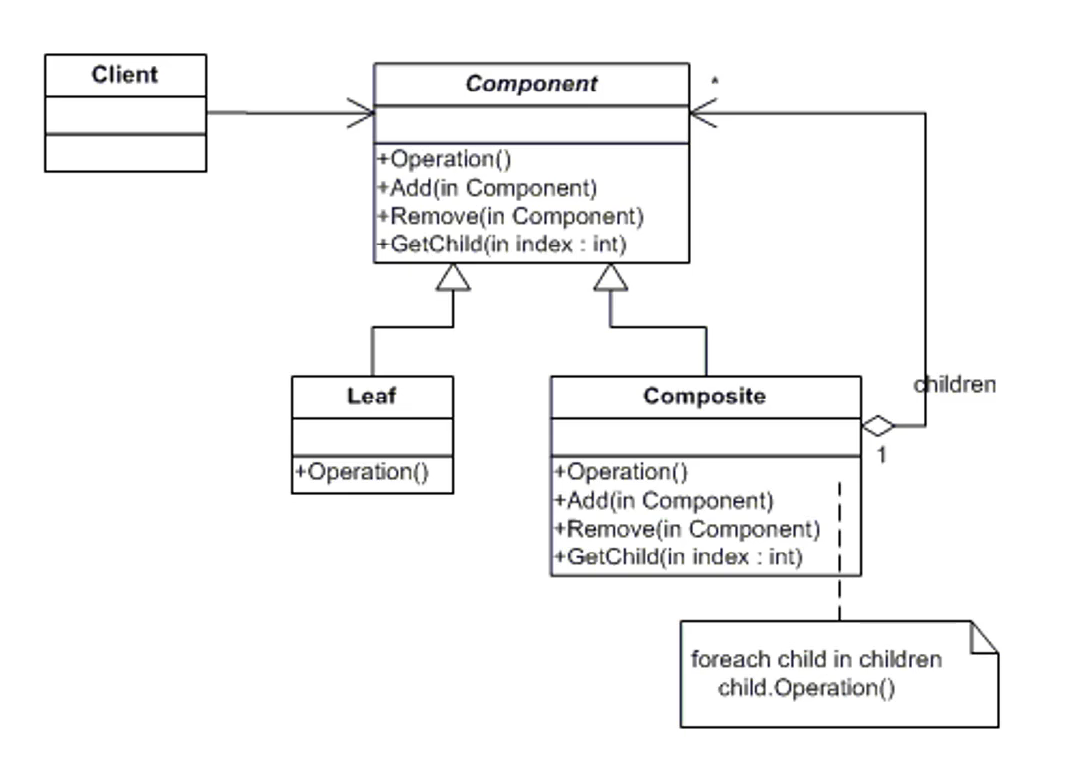 Client
Component
*
+Operation()
+Add(in Component)
+Remove(in Component)
+GetChild(in index : int)
children
Leaf
+Operation()
Composite
1
+Operation()
+Add(in Component)
+Remove(in Component)
+GetChild(in index : int)
foreach child in children
child.Operation()